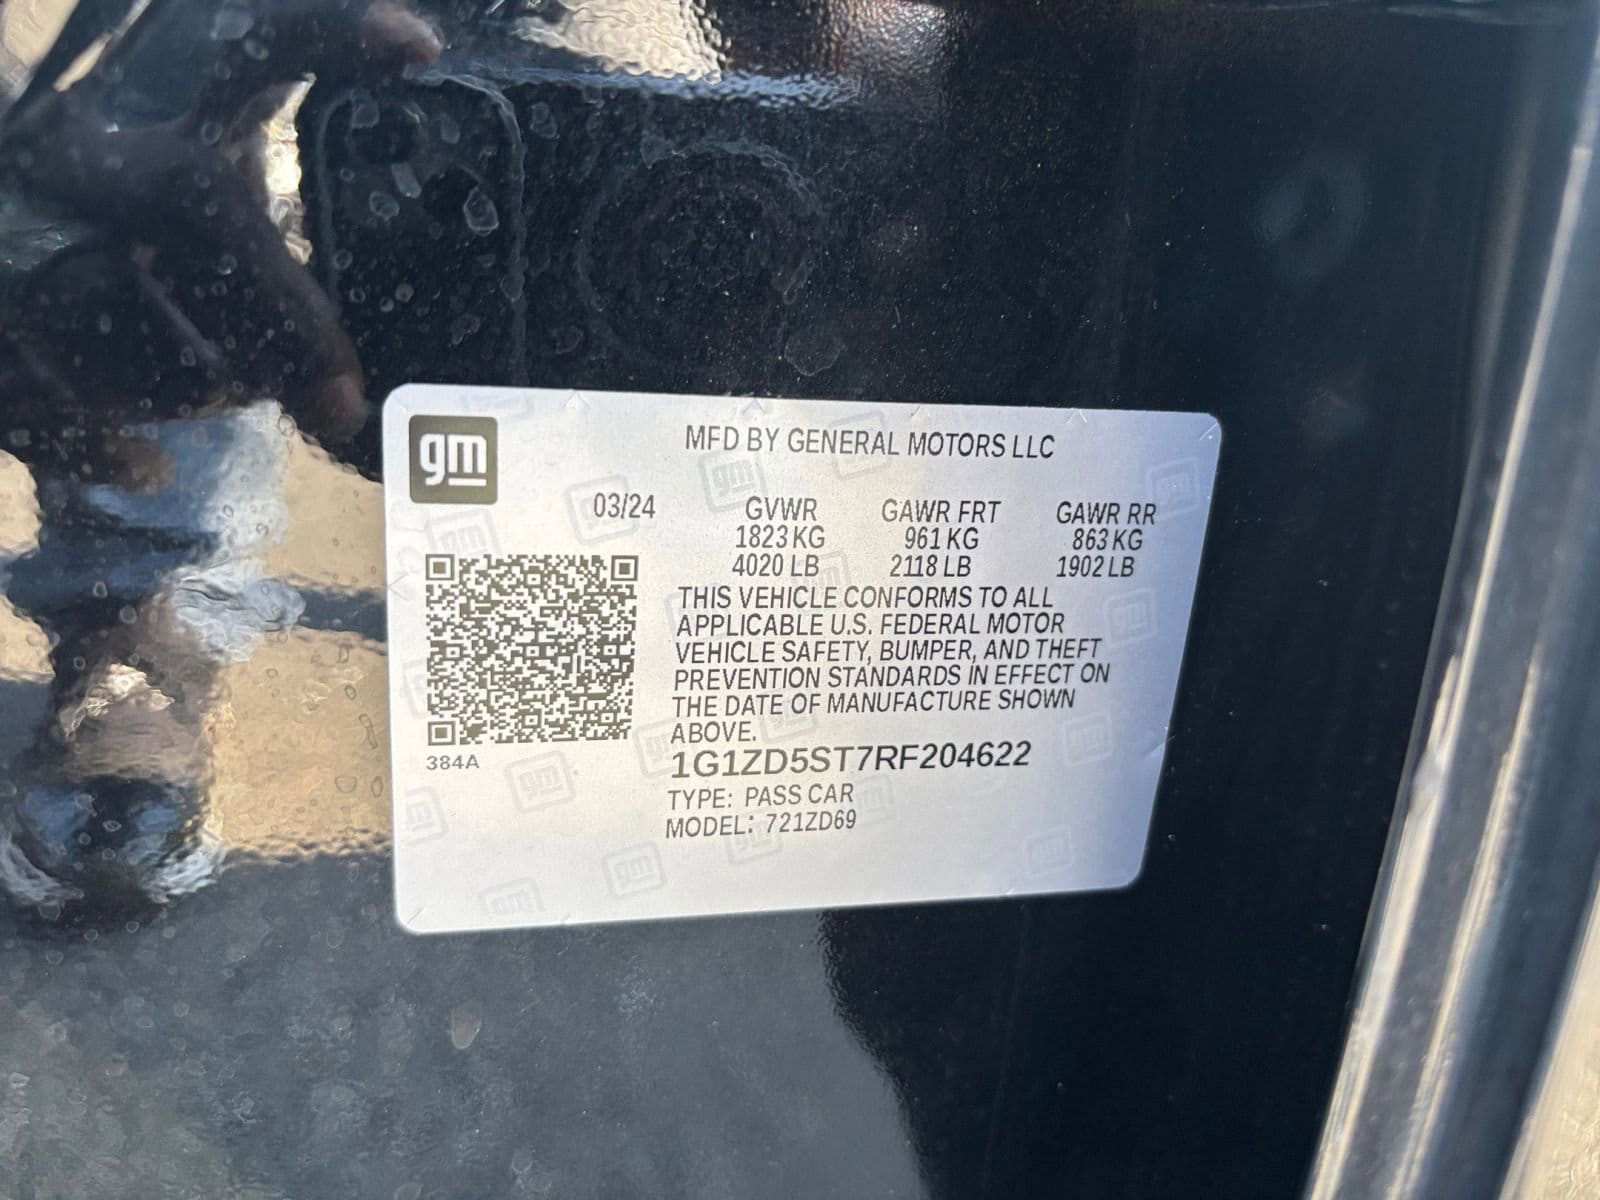 gm
MFD BY GENERAL MOTORS LLC
03/24 GVWR GAWR FRT GAWR RR
1823 KG 961 KG 863 KG
4020 LB 2118 LB 1902 LB
THIS VEHICLE CONFORMS TO ALL
APPLICABLE U.S. FEDERAL MOTOR
VEHICLE SAFETY, BUMPER, AND THEFT
PREVENTION STANDARDS IN EFFECT ON
THE DATE OF MANUFACTURE SHOWN
ABOVE.
384A
1G1ZD5ST7RF204622
TYPE: PASS CAR
MODEL: 721ZD69